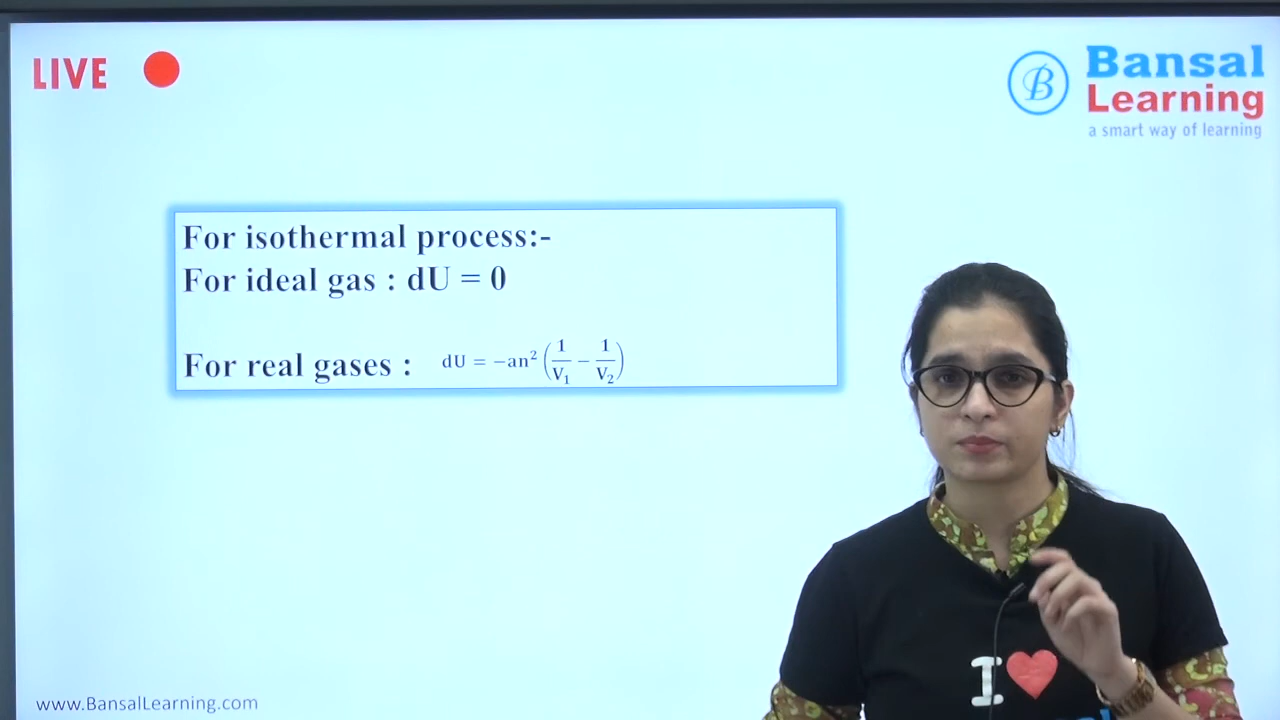 LIVE
Bansal
Learning
a smart way of learning
For isothermal process:-
For ideal gas : dU = 0
For real gases : dU = −an² (1/V₁ − 1/V₂)
I
www.BansalLearning.com